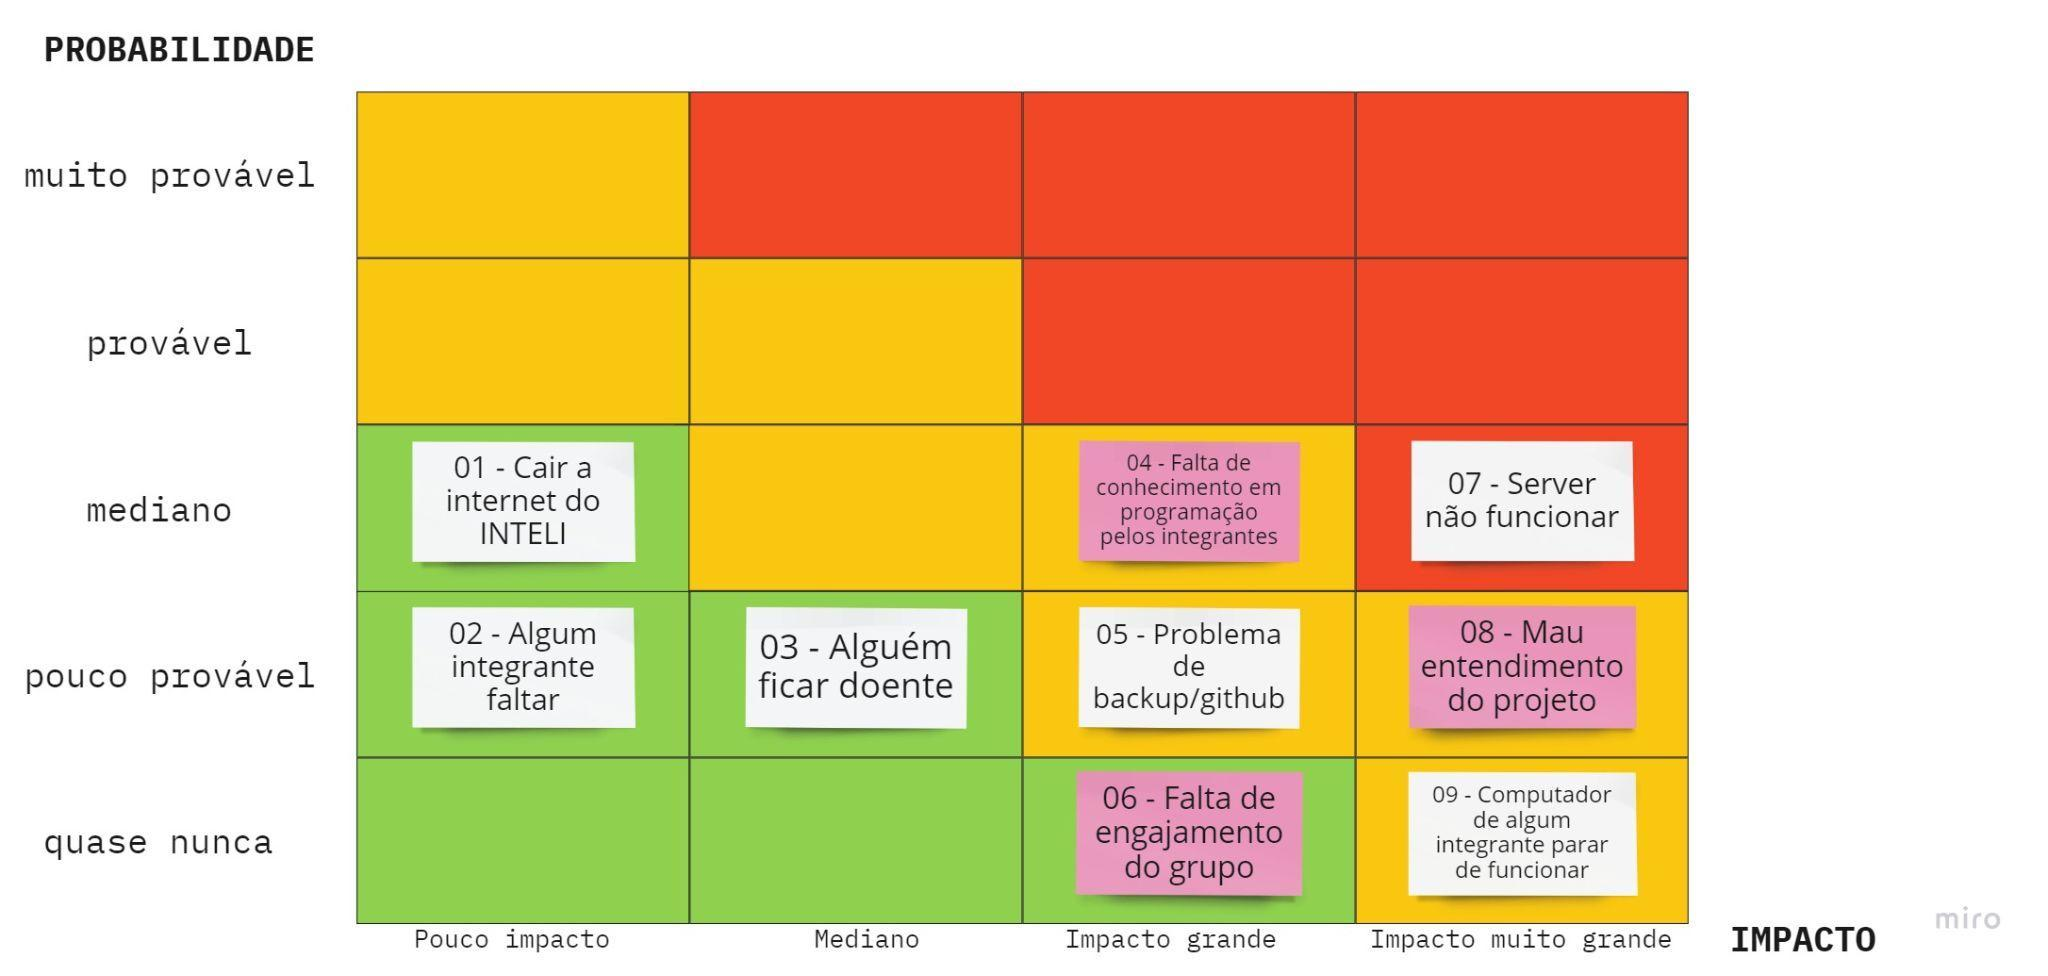 PROBABILIDADE
muito provável
provável
mediano
01 - Cair a
internet do
INTELI
04 - Falta de
conhecimento em
programação
pelos integrantes
07 - Server
não funcionar
pouco provável
02 - Algum
integrante
faltar
03 - Alguém
ficar doente
05 - Problema
de
backup/github
08 - Mau
entendimento
do projeto
quase nunca
06 - Falta de
engajamento
do grupo
09 - Computador
de algum
integrante parar
de funcionar
Pouco impacto
Mediano
Impacto grande
Impacto muito grande
IMPACTO
miro